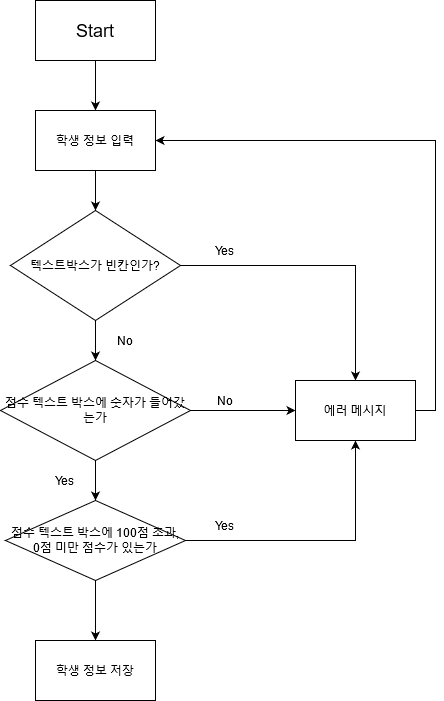 Start
학생 정보 입력
텍스트박스가 빈칸인가?
Yes
No
점수 텍스트 박스에 숫자가 들어갔
는가
No
에러 메시지
Yes
점수 텍스트 박스에 100점 초과,
0점 미만 점수가 있는가
Yes
학생 정보 저장